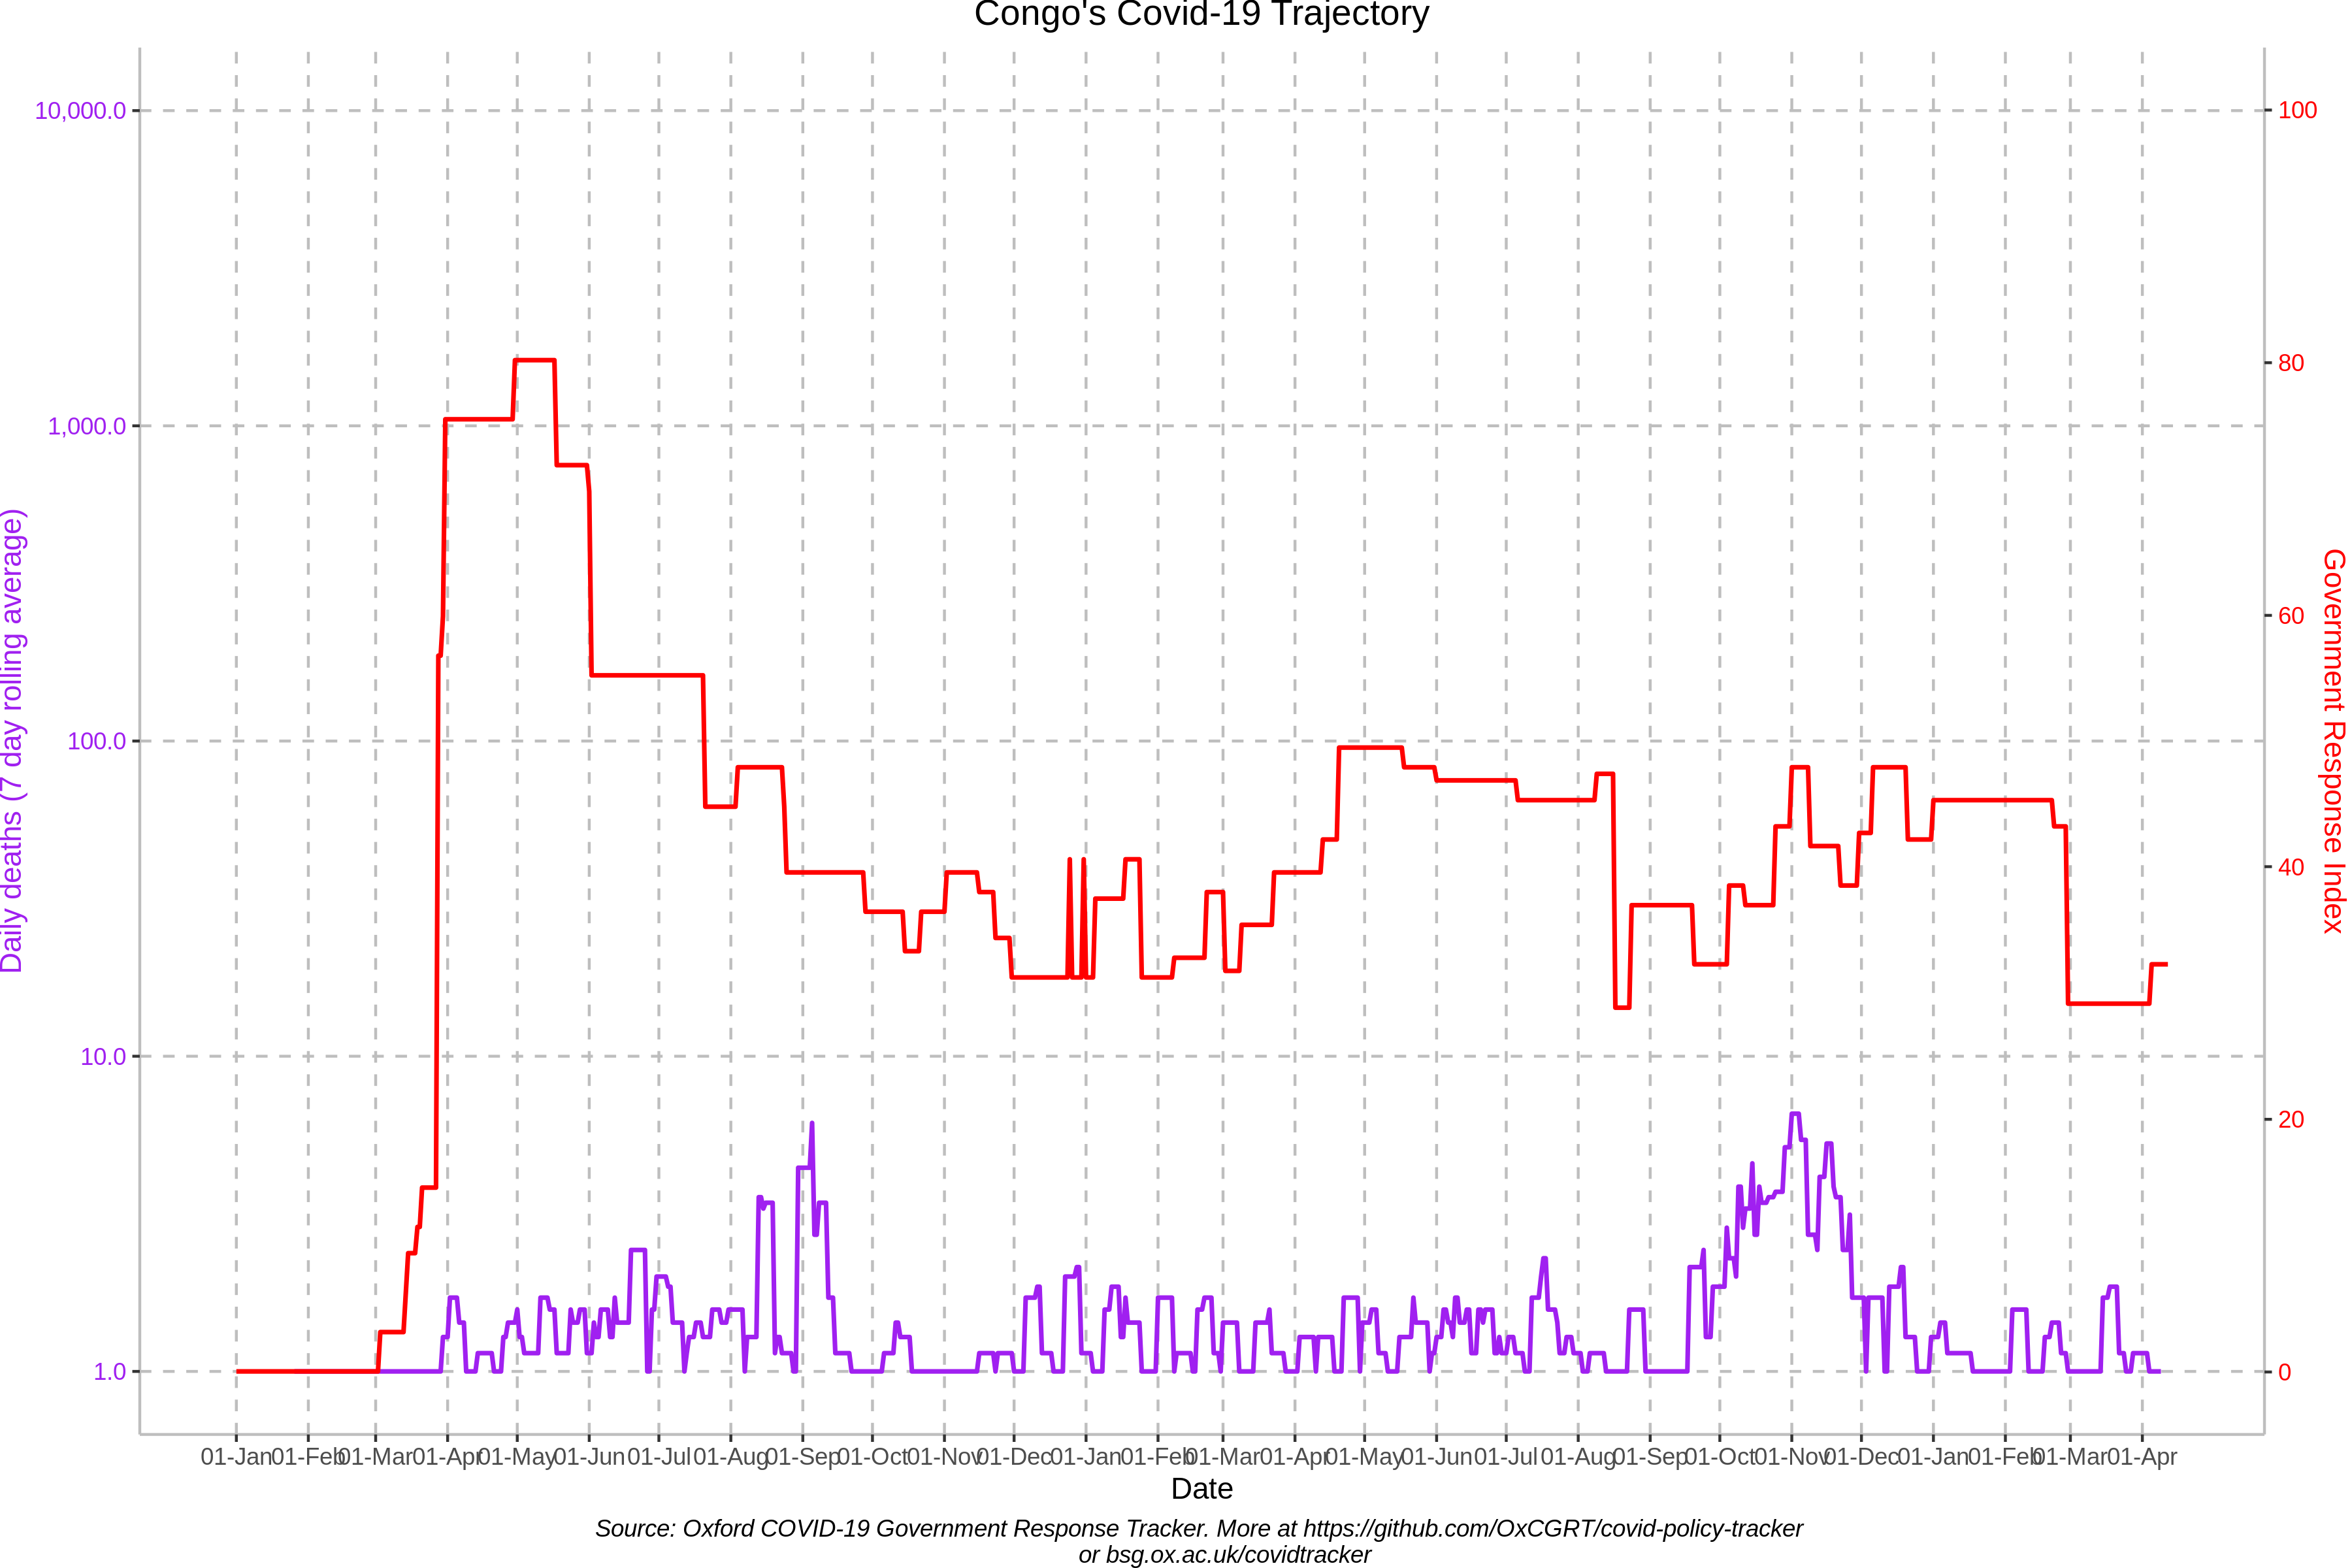 Congo's Covid-19 Trajectory
10,000.0
1,000.0
100.0
10.0
1.0
Daily deaths (7 day rolling average)
100
80
60
40
20
0
Government Response Index
01-Jan 01-Feb 01-Mar 01-Apr 01-May 01-Jun 01-Jul 01-Aug 01-Sep 01-Oct 01-Nov 01-Dec 01-Jan 01-Feb 01-Mar 01-Apr 01-May 01-Jun 01-Jul 01-Aug 01-Sep 01-Oct 01-Nov 01-Dec 01-Jan 01-Feb 01-Mar 01-Apr
Date
Source: Oxford COVID-19 Government Response Tracker. More at https://github.com/OxCGRT/covid-policy-tracker
or bsg.ox.ac.uk/covidtracker